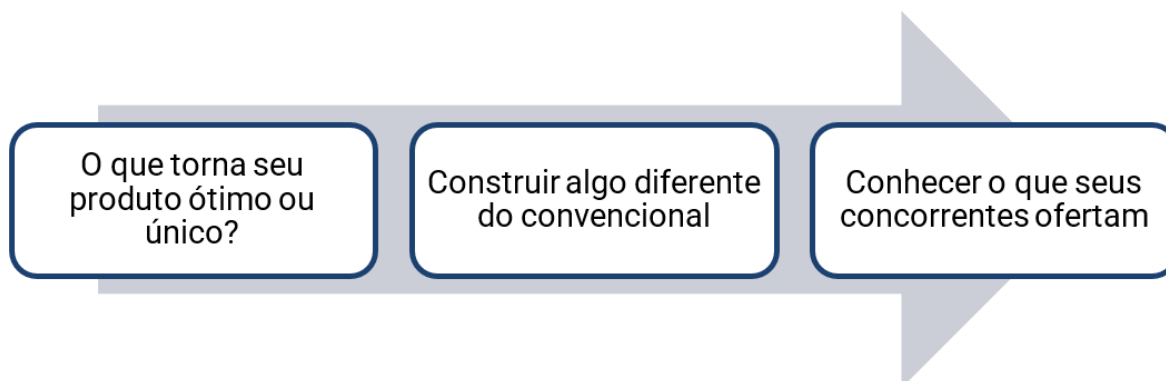 O que torna seu
produto ótimo ou
único?
Construir algo diferente
do convencional
Conhecer o que seus
concorrentes ofertam